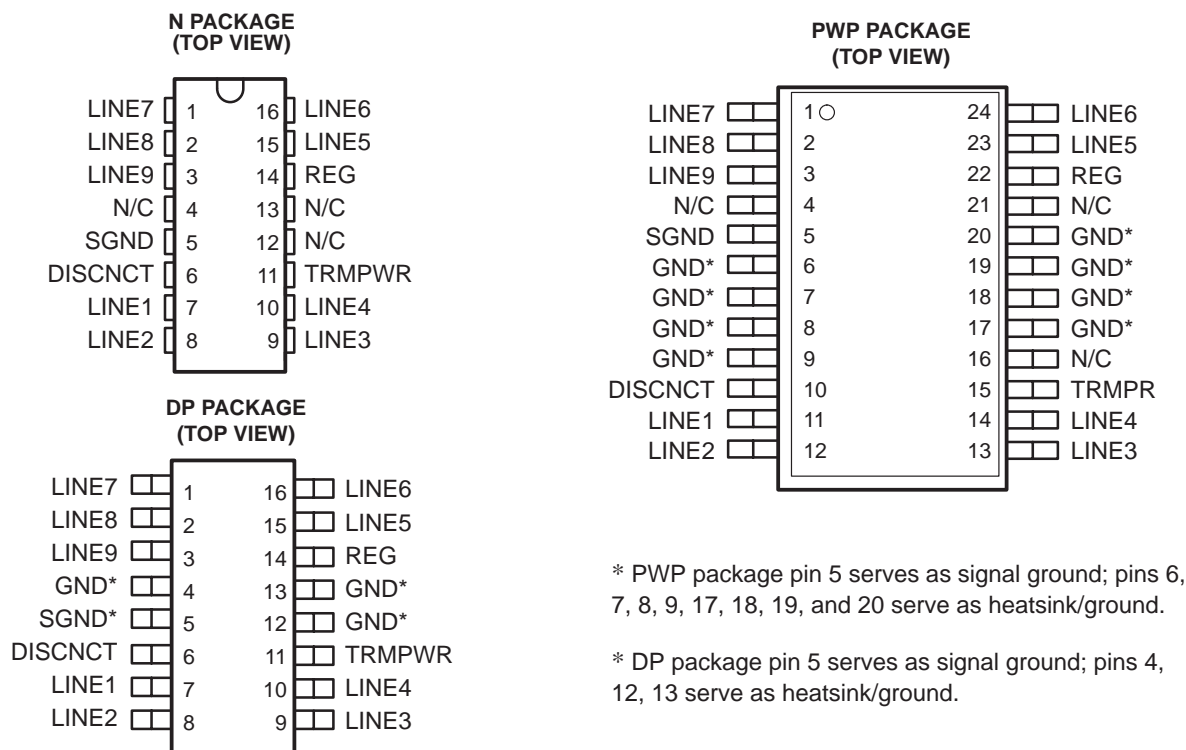 N PACKAGE
(TOP VIEW)
LINE7 1 16 LINE6
LINE8 2 15 LINE5
LINE9 3 14 REG
N/C 4 13 N/C
SGND 5 12 N/C
DISCNCT 6 11 TRMPWR
LINE1 7 10 LINE4
LINE2 8 9 LINE3
DP PACKAGE
(TOP VIEW)
LINE7 1 16 LINE6
LINE8 2 15 LINE5
LINE9 3 14 REG
GND* 4 13 GND*
SGND* 5 12 GND*
DISCNCT 6 11 TRMPWR
LINE1 7 10 LINE4
LINE2 8 9 LINE3
PWP PACKAGE
(TOP VIEW)
LINE7 1 24 LINE6
LINE8 2 23 LINE5
LINE9 3 22 REG
N/C 4 21 N/C
SGND 5 20 GND*
GND* 6 19 GND*
GND* 7 18 GND*
GND* 8 17 GND*
GND* 9 16 N/C
DISCNCT 10 15 TRMPR
LINE1 11 14 LINE4
LINE2 12 13 LINE3
* PWP package pin 5 serves as signal ground; pins 6,
7, 8, 9, 17, 18, 19, and 20 serve as heatsink/ground.
* DP package pin 5 serves as signal ground; pins 4,
12, 13 serve as heatsink/ground.